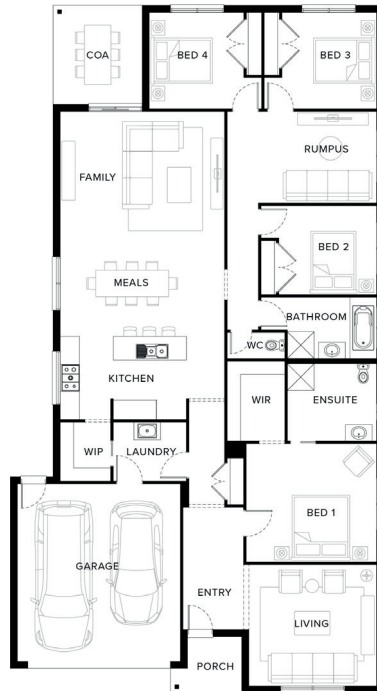 COA
BED 4
BED 3
RUMPUS
FAMILY
BED 2
MEALS
BATHROOM
WC
KITCHEN
WIR
ENSUITE
WIP
LAUNDRY
BED 1
GARAGE
ENTRY
LIVING
PORCH